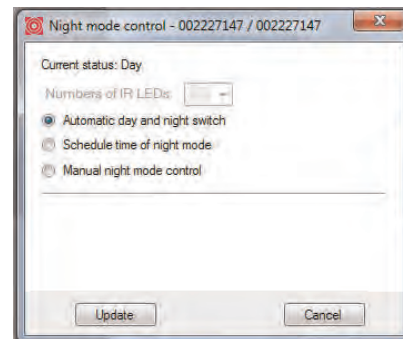 Night mode control - 002227147 / 002227147
Current status: Day
Numbers of IR LEDs
Automatic day and night switch
Schedule time of night mode
Manual night mode control
Update
Cancel